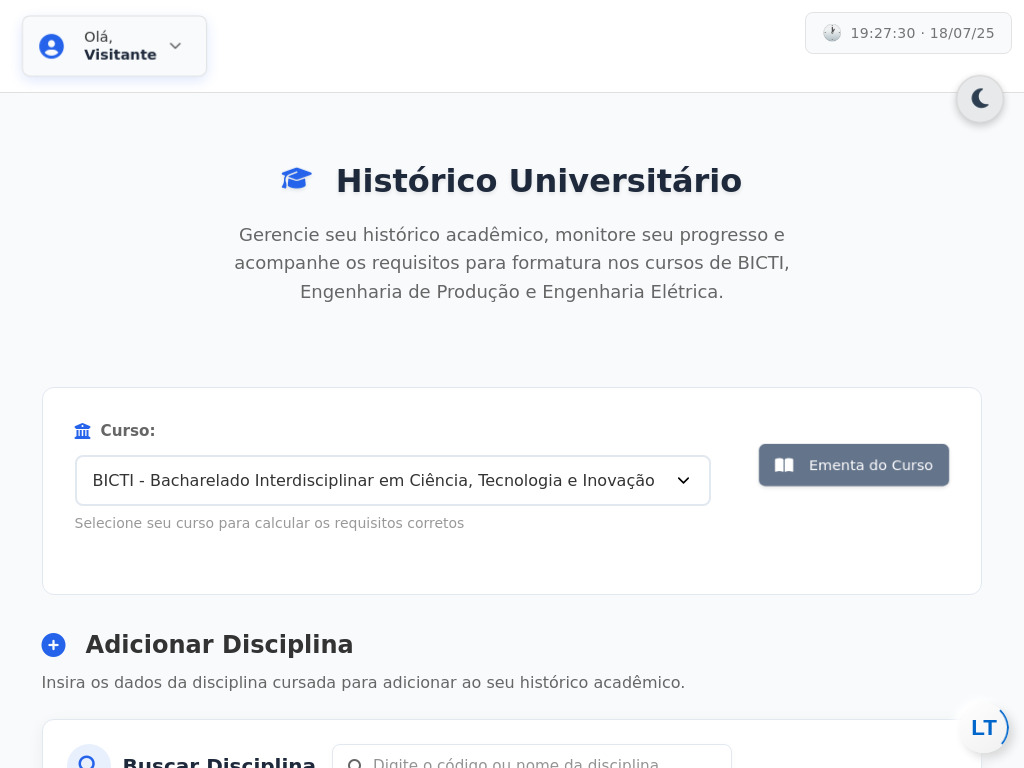 Olá,
Visitante
19:27:30 · 18/07/25
Histórico Universitário
Gerencie seu histórico acadêmico, monitore seu progresso e
acompanhe os requisitos para formatura nos cursos de BICTI,
Engenharia de Produção e Engenharia Elétrica.
Curso:
BICTI - Bacharelado Interdisciplinar em Ciência, Tecnologia e Inovação
Ementa do Curso
Selecione seu curso para calcular os requisitos corretos
Adicionar Disciplina
Insira os dados da disciplina cursada para adicionar ao seu histórico acadêmico.
LT
Buscar Disciplina
Digite o código ou nome da disciplina